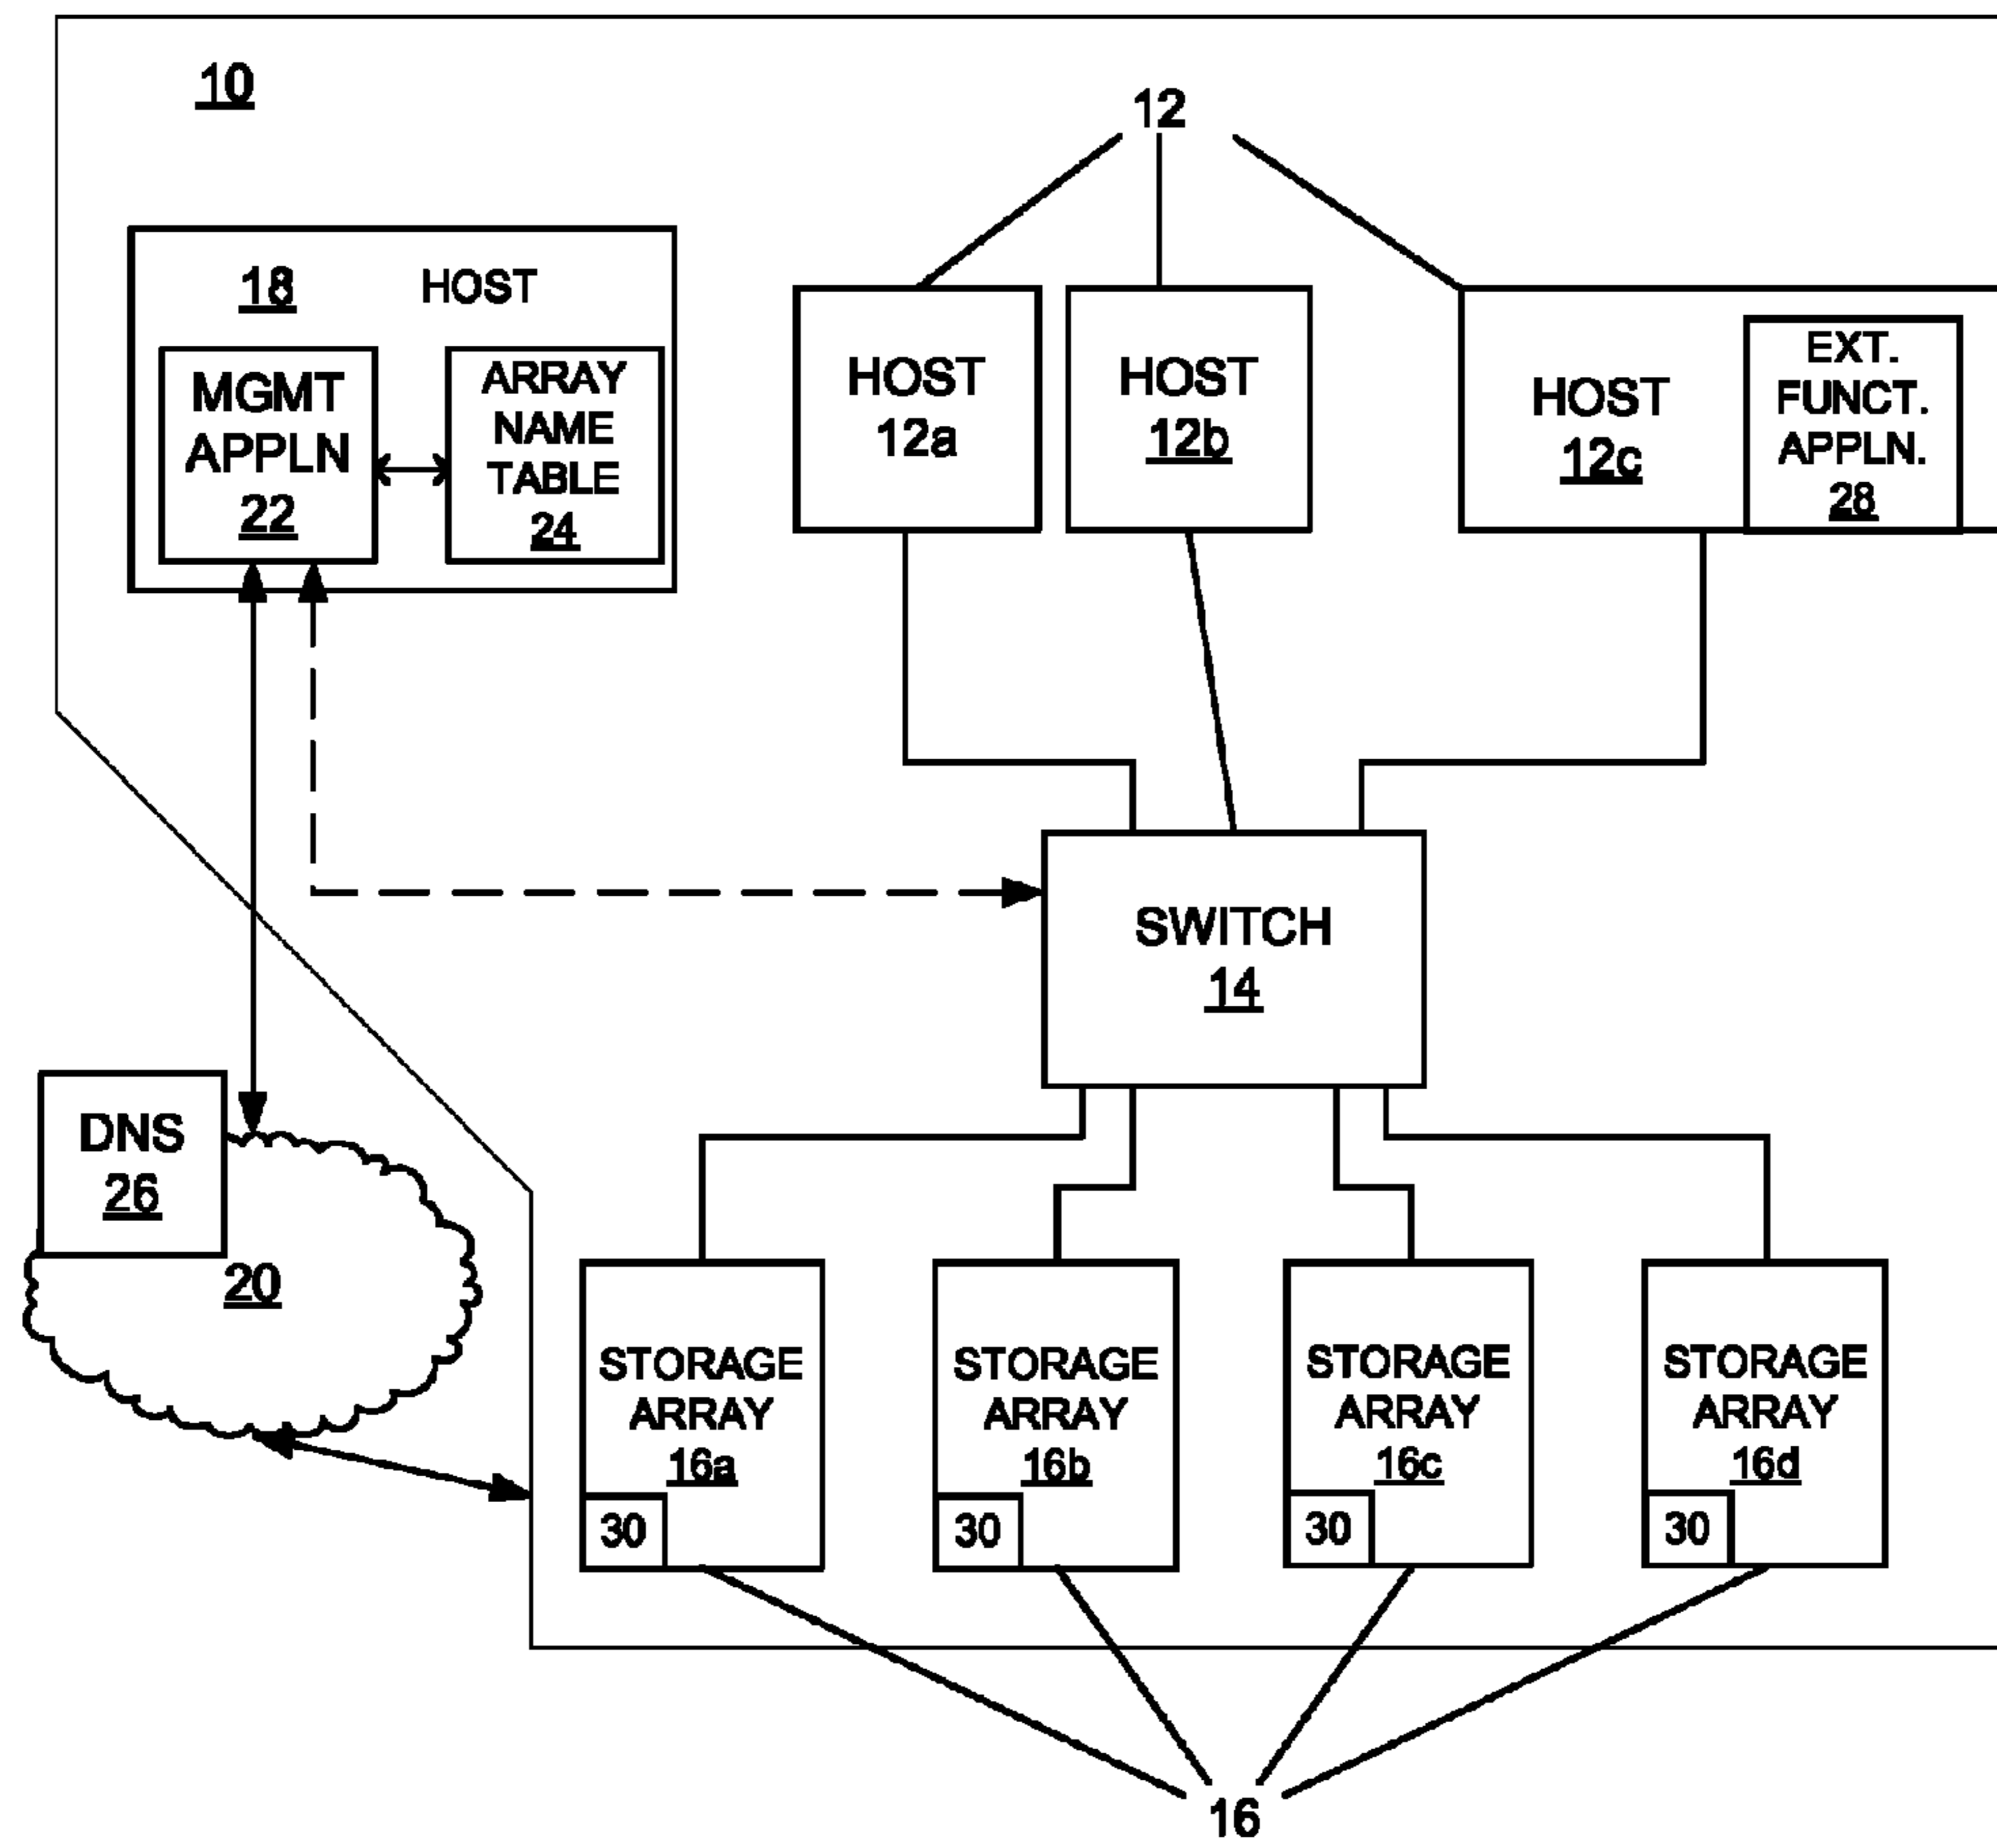 10
12
18 HOST
MGMT
APPLN
22
ARRAY
NAME
TABLE
24
HOST
12a
HOST
12b
HOST
12c
EXT.
FUNCT.
APPLN.
28
SWITCH
14
DNS
26
20
STORAGE
ARRAY
16a
30
STORAGE
ARRAY
16b
30
STORAGE
ARRAY
16c
30
STORAGE
ARRAY
16d
30
16